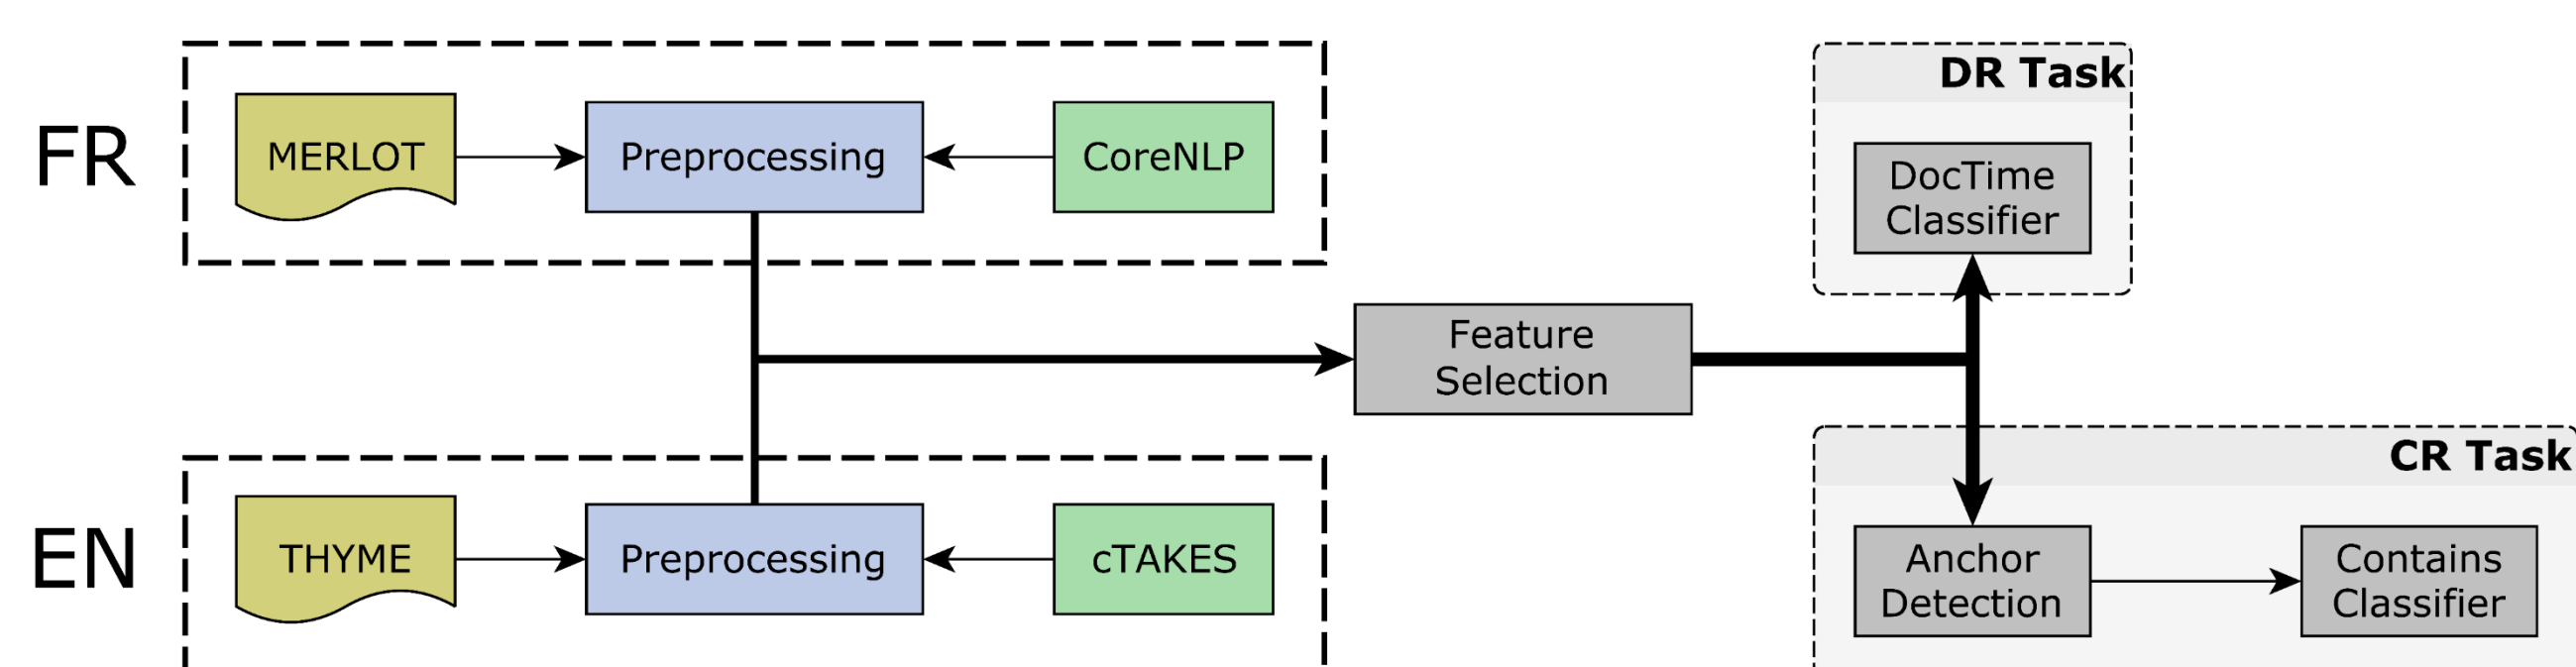 FR
MERLOT
Preprocessing
CoreNLP
DR Task
DocTime
Classifier
Feature
Selection
EN
THYME
Preprocessing
cTAKES
CR Task
Anchor
Detection
Contains
Classifier